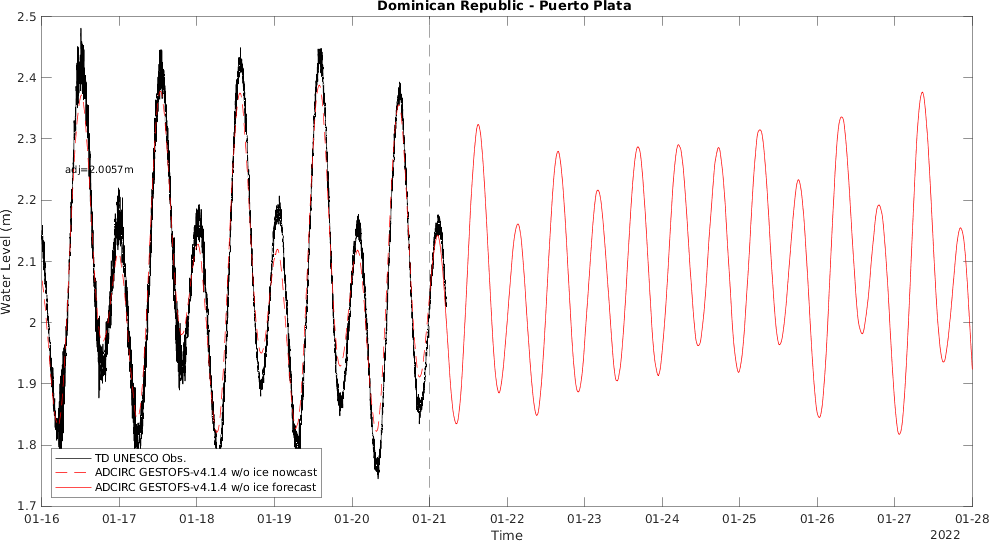 Dominican Republic - Puerto Plata
2.5
2.4
2.3
2.2
2.1
2
1.9
1.8
1.7
Water Level (m)
adj=2.0057m
TD UNESCO Obs.
ADCIRC GESTOFS-v4.1.4 w/o ice nowcast
ADCIRC GESTOFS-v4.1.4 w/o ice forecast
01-16 01-17 01-18 01-19 01-20 01-21 01-22 01-23 01-24 01-25 01-26 01-27 01-28
Time
2022